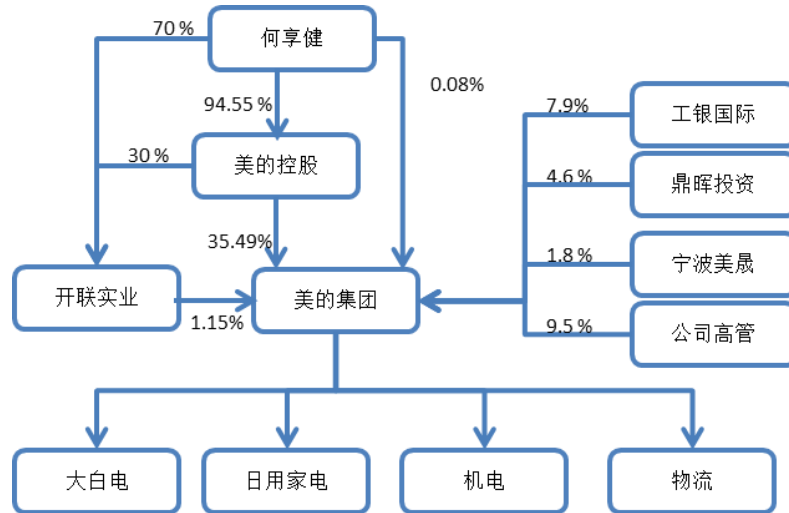 70 %
何享健
0.08%
94.55 %
7.9%
工银国际
30 %
美的控股
4.6 %
鼎晖投资
35.49%
1.8 %
宁波美晟
开联实业
美的集团
1.15%
9.5 %
公司高管
大白电
日用家电
机电
物流